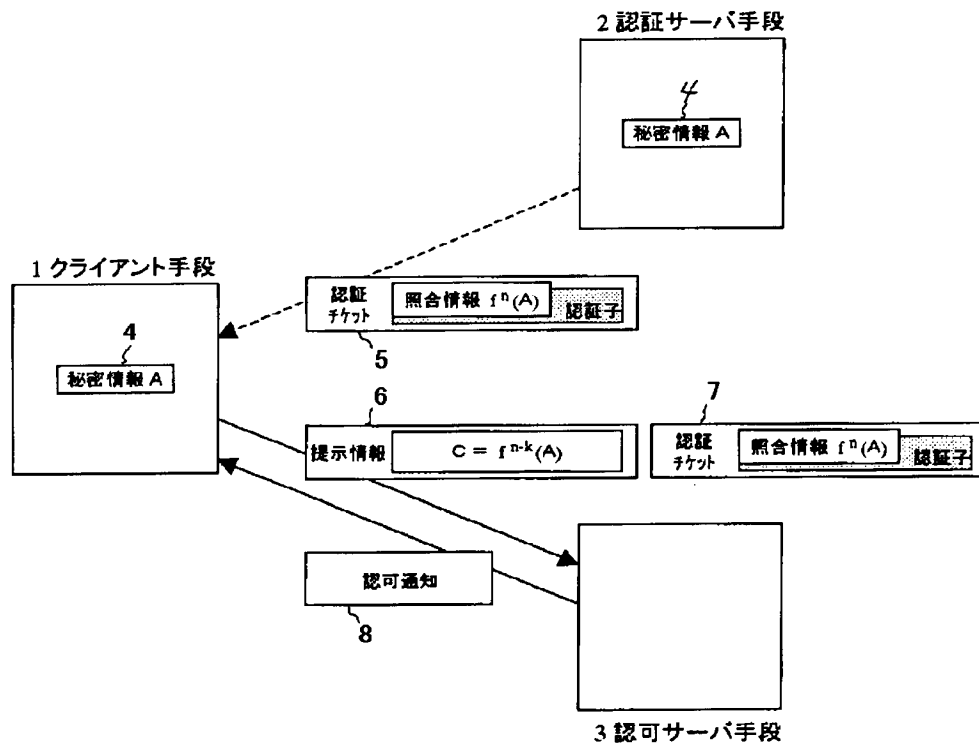 2 認証サーバ手段
4
秘密情報 A
1 クライアント手段
4
秘密情報 A
認証
チケット
照合情報 fⁿ(A)
認証子
5
6
提示情報
C = fⁿ⁻ᵏ(A)
7
認証
チケット
照合情報 fⁿ(A)
認証子
認可通知
8
3 認可サーバ手段